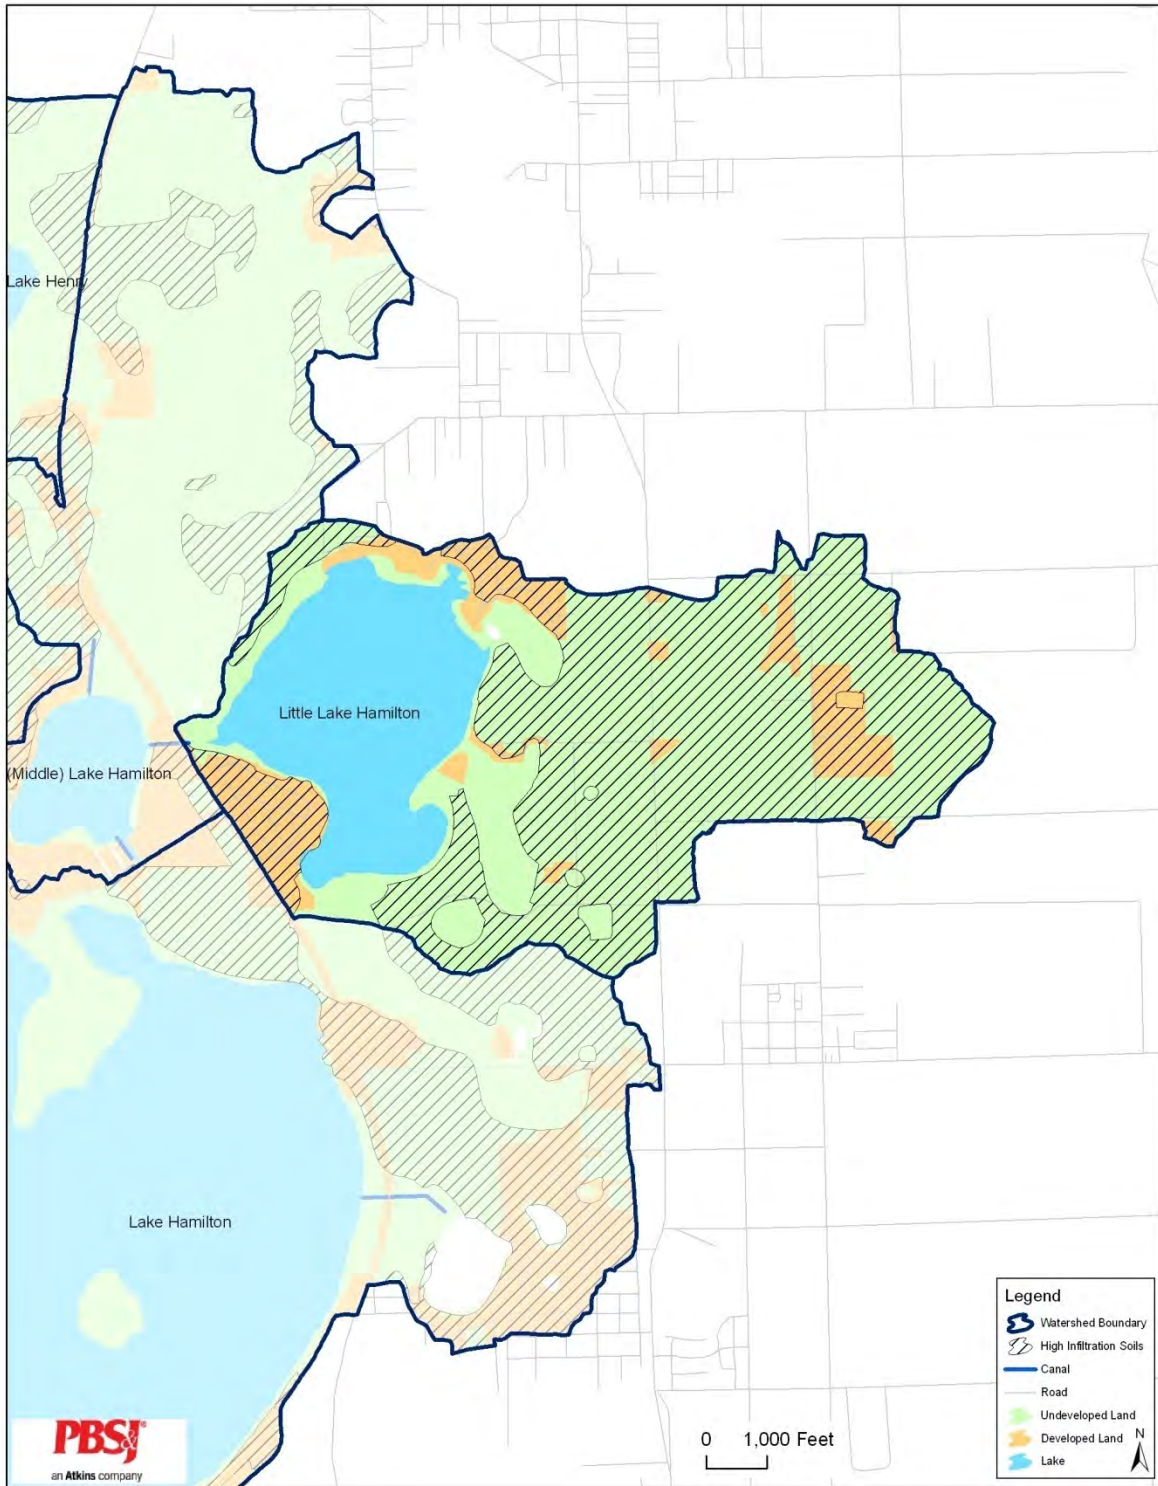 Lake Henry
Little Lake Hamilton
(Middle) Lake Hamilton
Lake Hamilton
Legend
Watershed Boundary
High Infiltration Soils
Canal
Road
Undeveloped Land
Developed Land
Lake
N
0 1,000 Feet
PBS&J®
an Atkins company